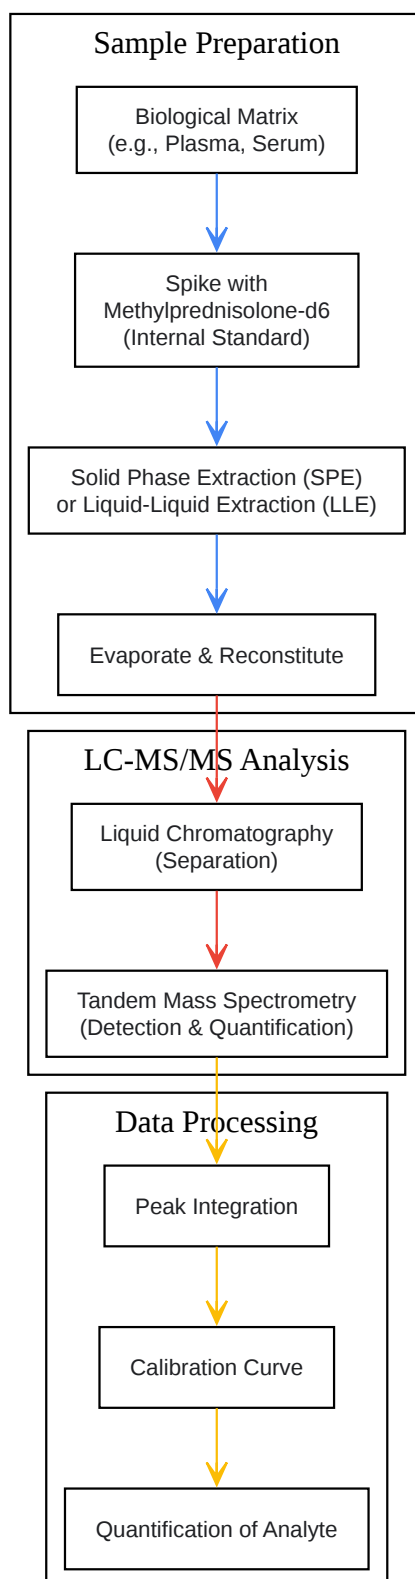 Sample Preparation
Biological Matrix
(e.g., Plasma, Serum)
Spike with
Methylprednisolone-d6
(Internal Standard)
Solid Phase Extraction (SPE)
or Liquid-Liquid Extraction (LLE)
Evaporate & Reconstitute
LC-MS/MS Analysis
Liquid Chromatography
(Separation)
Tandem Mass Spectrometry
(Detection & Quantification)
Data Processing
Peak Integration
Calibration Curve
Quantification of Analyte